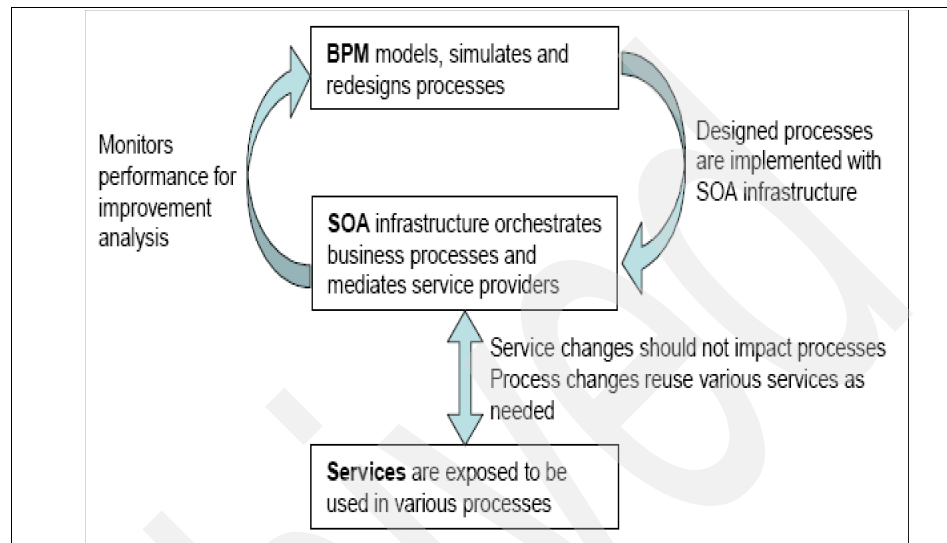 BPM models, simulates and
redesigns processes
Monitors
performance for
improvement
analysis
Designed processes
are implemented with
SOA infrastructure
SOA infrastructure orchestrates
business processes and
mediates service providers
Service changes should not impact processes
Process changes reuse various services as
needed
Services are exposed to be
used in various processes